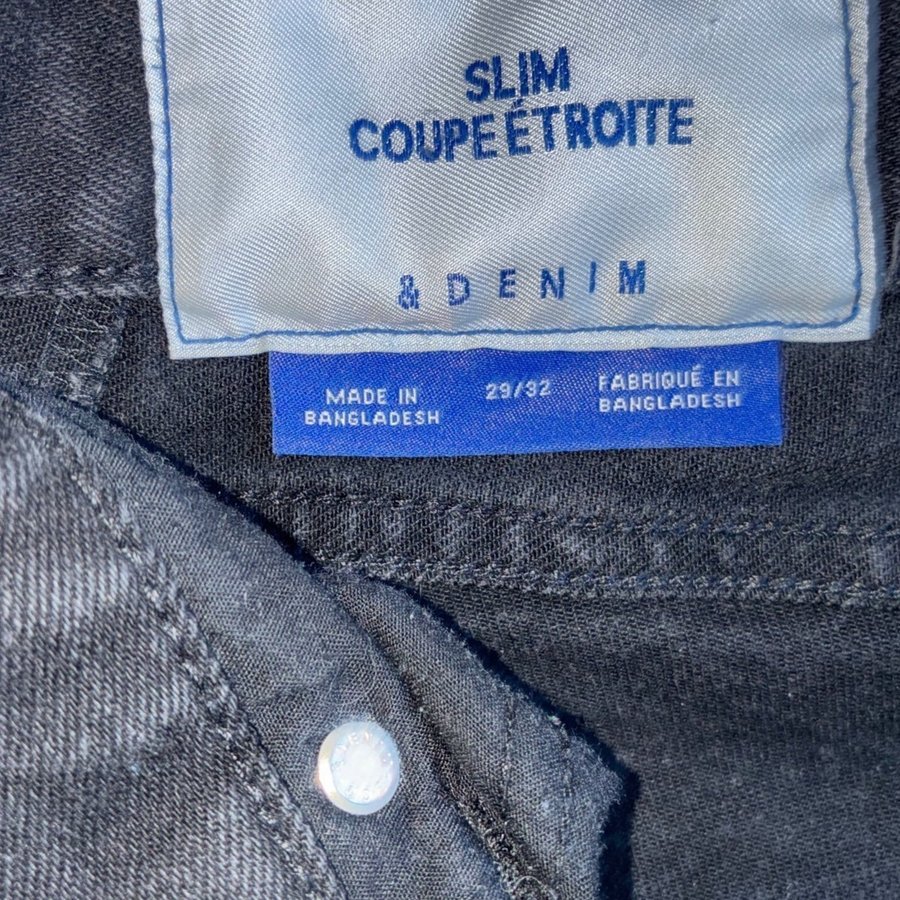 SLIM
COUPE ÉTROITE
& DENIM
MADE IN
BANGLADESH
29/32
FABRIQUÉ EN
BANGLADESH